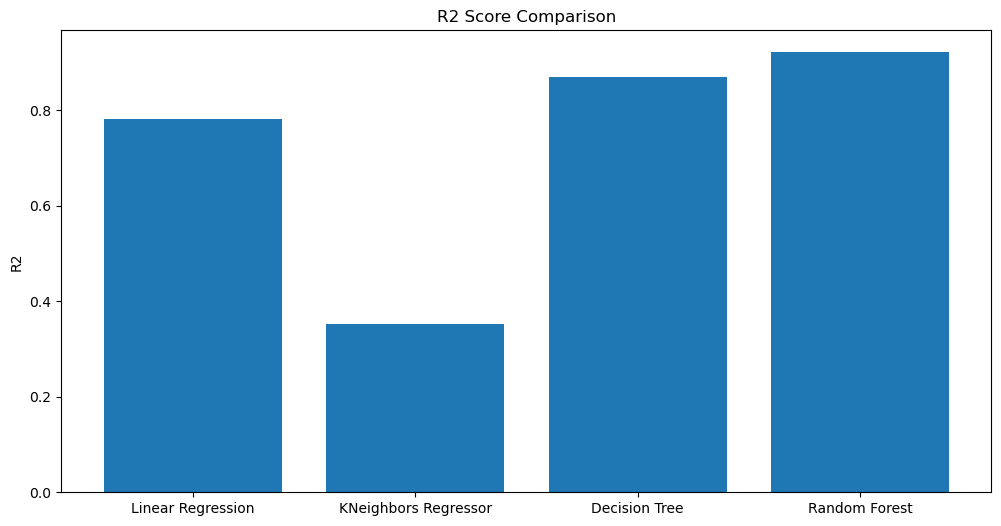 R2 Score Comparison
R2
0.8
0.6
0.4
0.2
0.0
Linear Regression
KNeighbors Regressor
Decision Tree
Random Forest